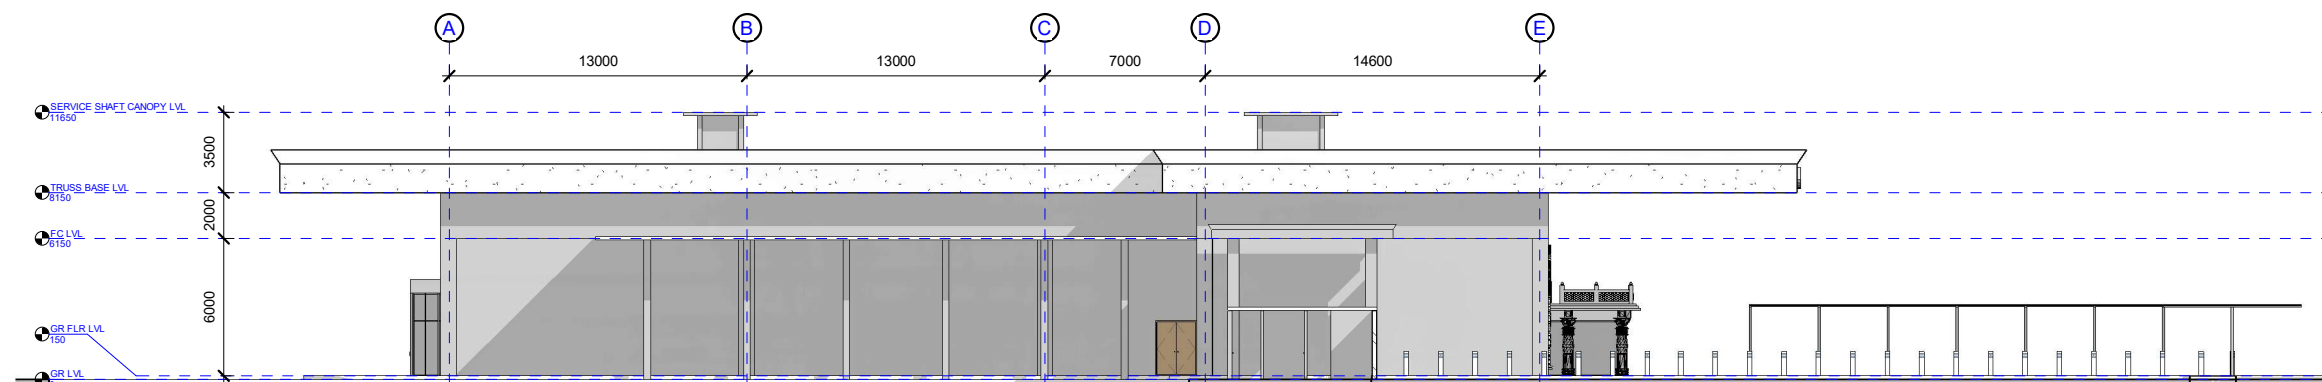 A B C D E
13000 13000 7000 14600
SERVICE SHAFT CANOPY LVL
11650
3500
TRUSS BASE LVL
8150
2000
FC LVL
6150
6000
GR FLR LVL
150
GR LVL